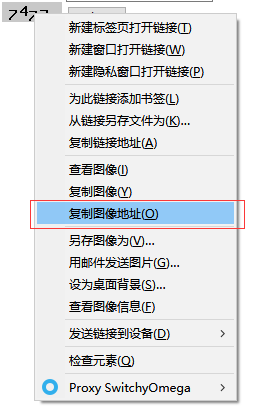 新建标签页打开链接(T)
新建窗口打开链接(W)
新建隐私窗口打开链接(P)
为此链接添加书签(L)
从链接另存文件为(K)...
复制链接地址(A)
查看图像(I)
复制图像(Y)
复制图像地址(O)
另存图像为(V)...
用邮件发送图片(G)...
设为桌面背景(S)...
查看图像信息(F)
发送链接到设备(D)
检查元素(Q)
Proxy SwitchyOmega